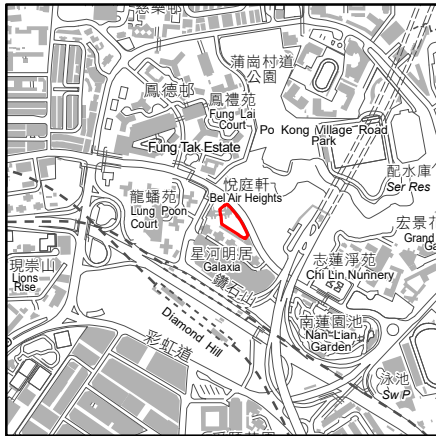 慈樂邨
蒲崗村道
公園
鳳德邨
鳳禮苑
Fung Lai
Court
Po Kong Village Road
Park
Fung Tak Estate
配水庫
Ser Res
悅庭軒
Bel Air Heights
龍蟠苑
Lung Poon
Court
宏景花
Grand
Ga
星河明居
Galaxia
志蓮淨苑
Chi Lin Nunnery
現崇山
Lions
Rise
鑽石山
Diamond Hill
南蓮園池
Nan Lian
Garden
彩虹道
泳池
Sw P